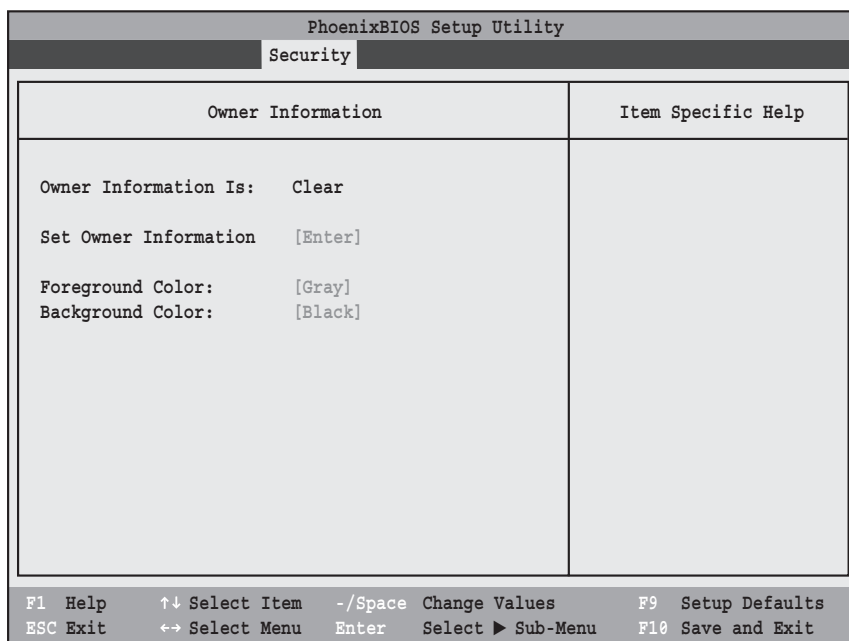 PhoenixBIOS Setup Utility
Security
Owner Information
Item Specific Help
Owner Information Is: Clear
Set Owner Information [Enter]
Foreground Color: [Gray]
Background Color: [Black]
F1 Help ↑↓ Select Item -/Space Change Values F9 Setup Defaults
ESC Exit ←→ Select Menu Enter Select ▶ Sub-Menu F10 Save and Exit